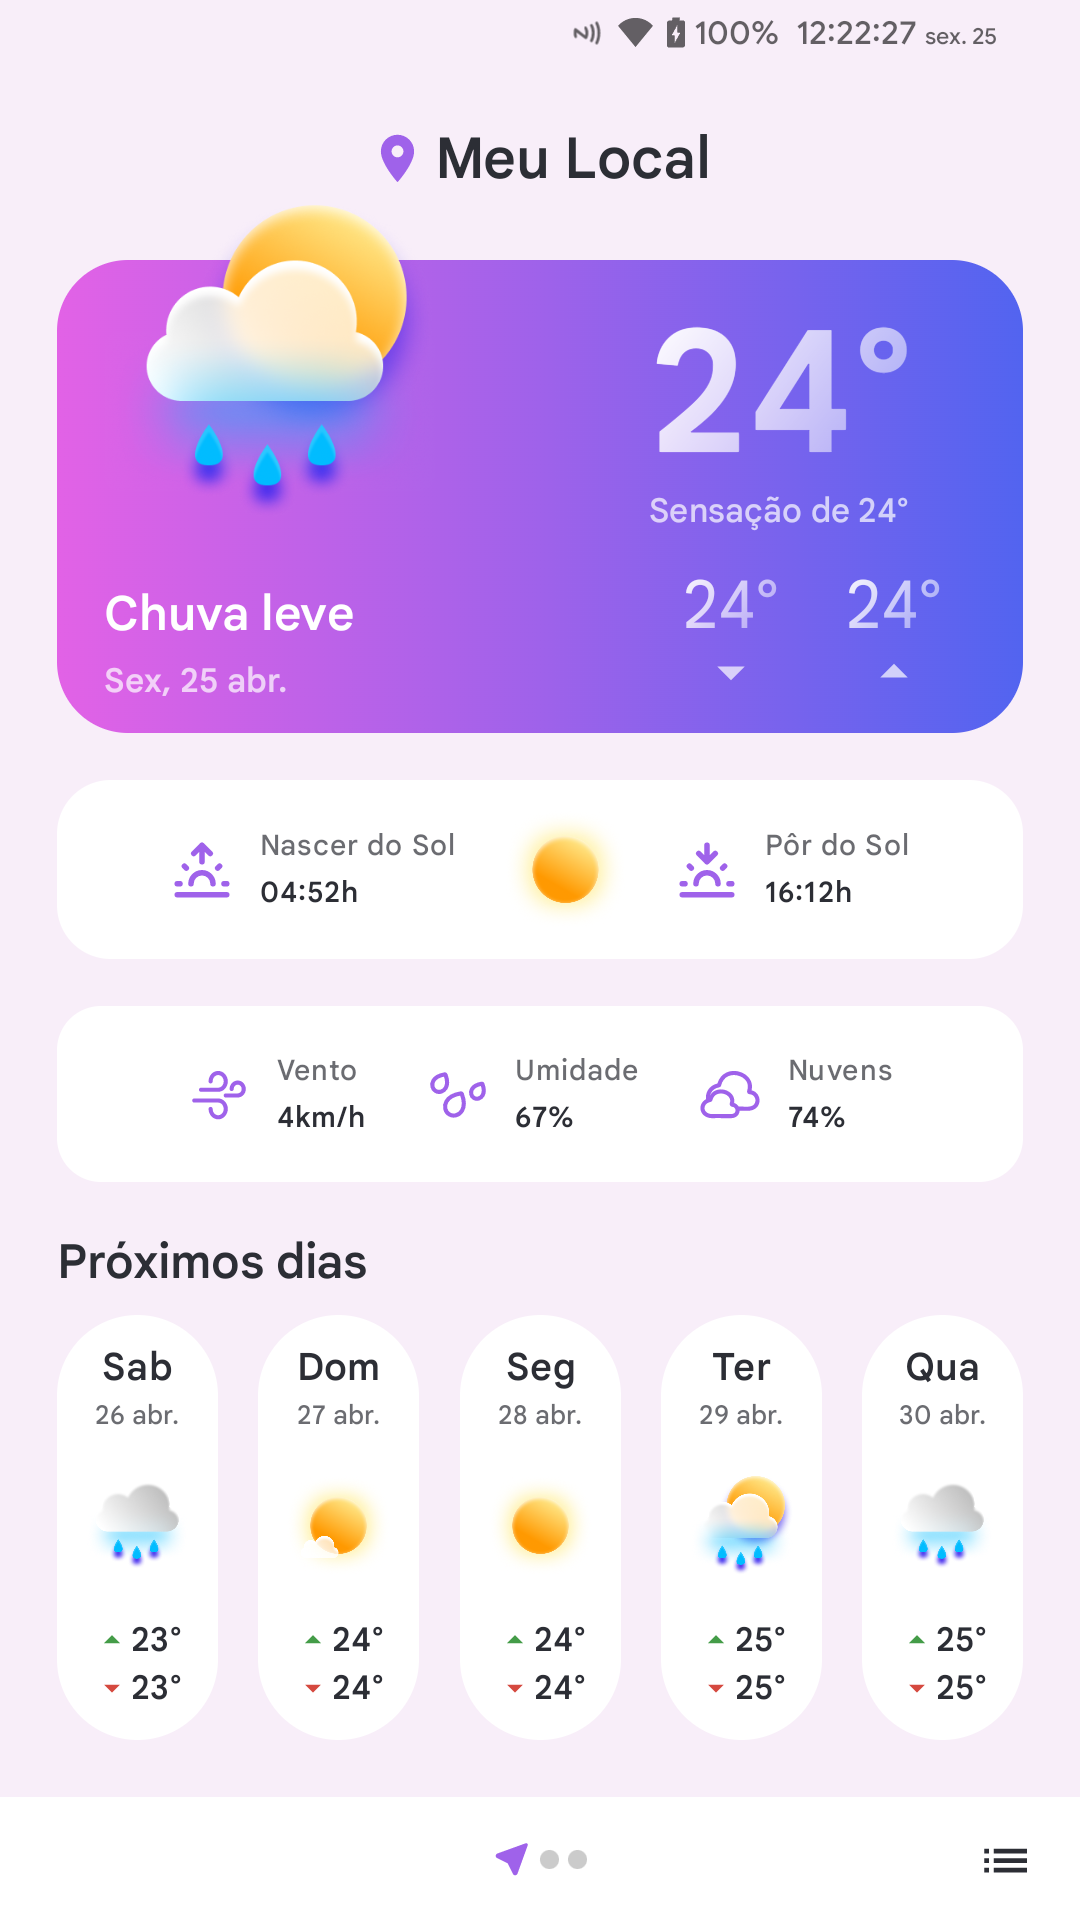 100% 12:22:27 sex. 25
Meu Local
24°
Sensação de 24°
24° 24°
Chuva leve
Sex, 25 abr.
Nascer do Sol
04:52h
Pôr do Sol
16:12h
Vento
4km/h
Umidade
67%
Nuvens
74%
Próximos dias
Sab
26 abr.
23°
23°
Dom
27 abr.
24°
24°
Seg
28 abr.
24°
24°
Ter
29 abr.
25°
25°
Qua
30 abr.
25°
25°